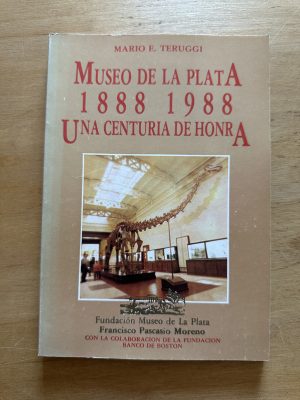 MARIO E. TERUGGI
MUSEO DE LA PLATA
1888 1988
UNA CENTURIA DE HONRA
Fundación Museo de La Plata
Francisco Pascasio Moreno
CON LA COLABORACION DE LA FUNDACION
BANCO DE BOSTON